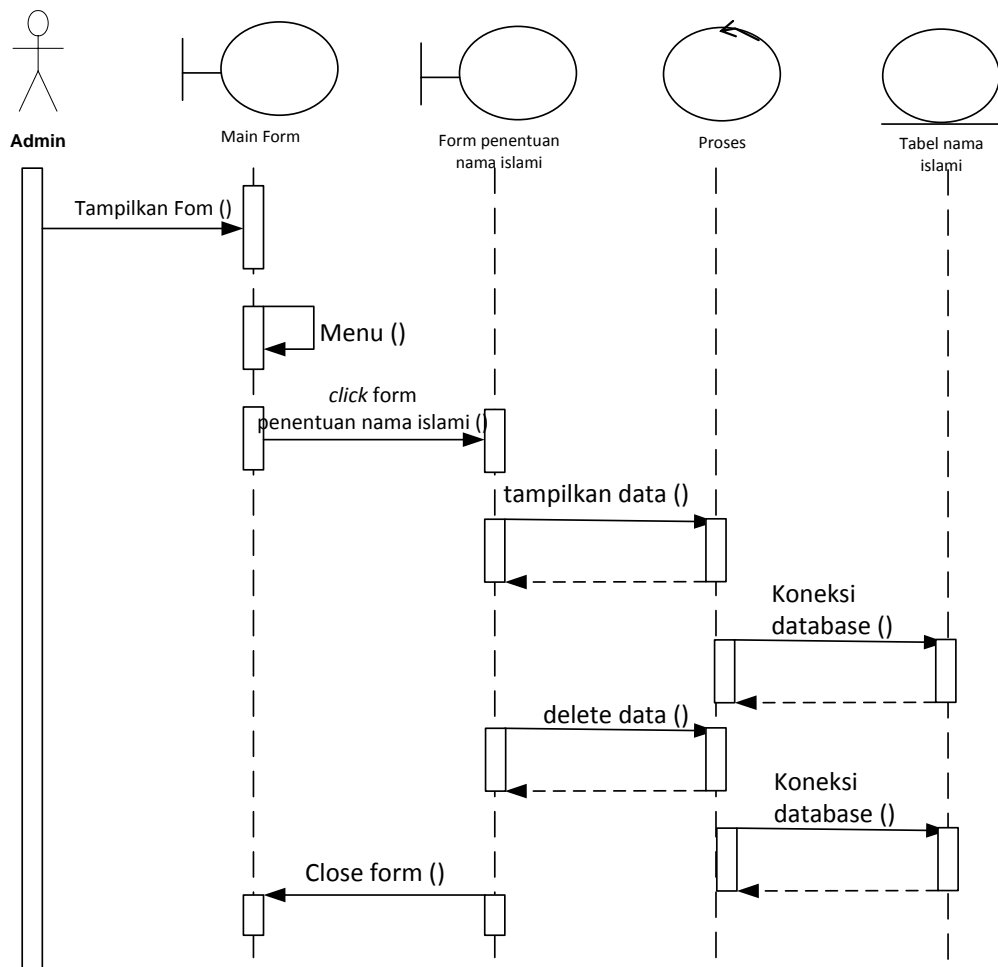 Admin
Main Form
Form penentuan
nama islami
Proses
Tabel nama
islami
Tampilkan Fom ()
Menu ()
click form
penentuan nama islami ()
tampilkan data ()
Koneksi
database ()
delete data ()
Koneksi
database ()
Close form ()